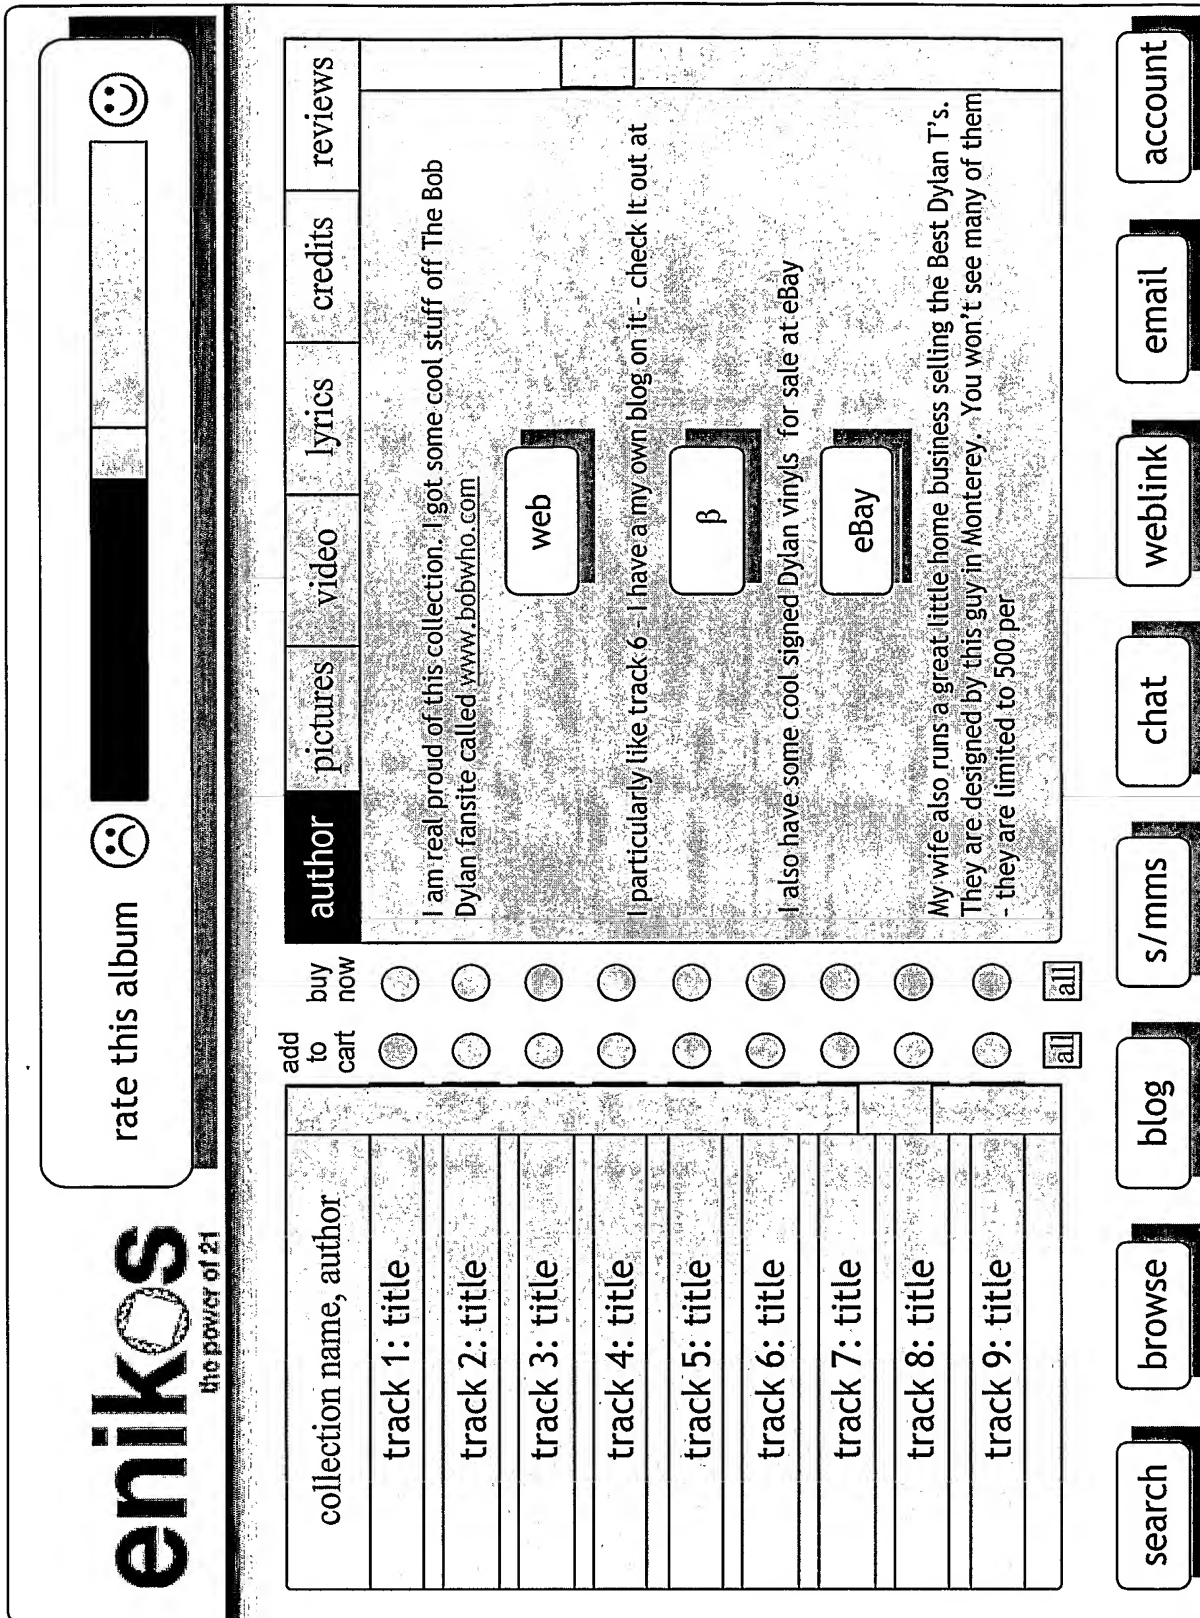 enikos
the power of 21
rate this album
collection name, author
track 1: title
track 2: title
track 3: title
track 4: title
track 5: title
track 6: title
track 7: title
track 8: title
track 9: title
add
to
cart
all
buy
now
all
author
pictures
video
lyrics
credits
reviews
I am real proud of this collection. I got some cool stuff off The Bob
Dylan fansite called www.bobwho.com
web
I particularly like track 6 - I have a my own blog on it - check It out at
β
I also have some cool signed Dylan vinyls for sale at eBay
eBay
My wife also runs a great little home business selling the Best Dylan T's.
They are designed by this guy in Monterey. You won't see many of them
- they are limited to 500 per
search
browse
blog
s/mms
chat
weblink
email
account